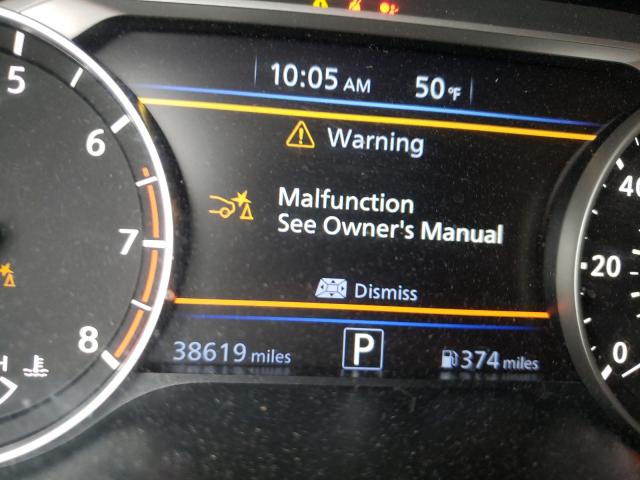 10:05 AM 50°F
Warning
Malfunction
See Owner's Manual
Dismiss
38619 miles P 374 miles
5
6
7
8
H
40
20
0